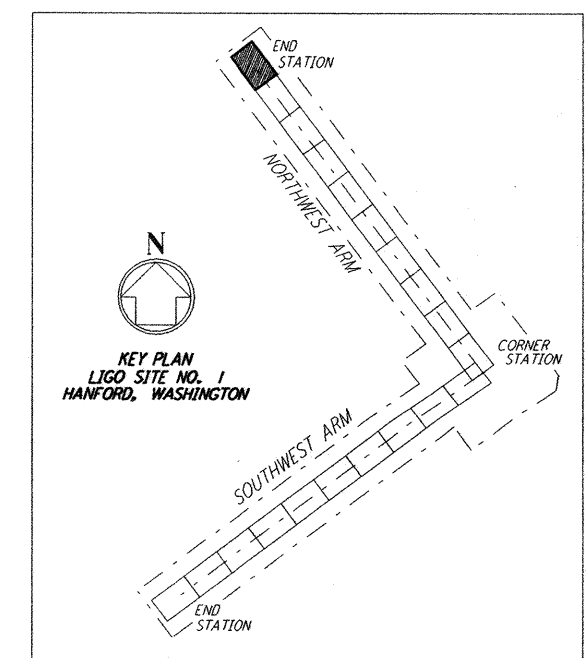 END
STATION
NORTHWEST ARM
N
KEY PLAN
LIGO SITE NO. 1
HANFORD, WASHINGTON
CORNER
STATION
SOUTHWEST ARM
END
STATION